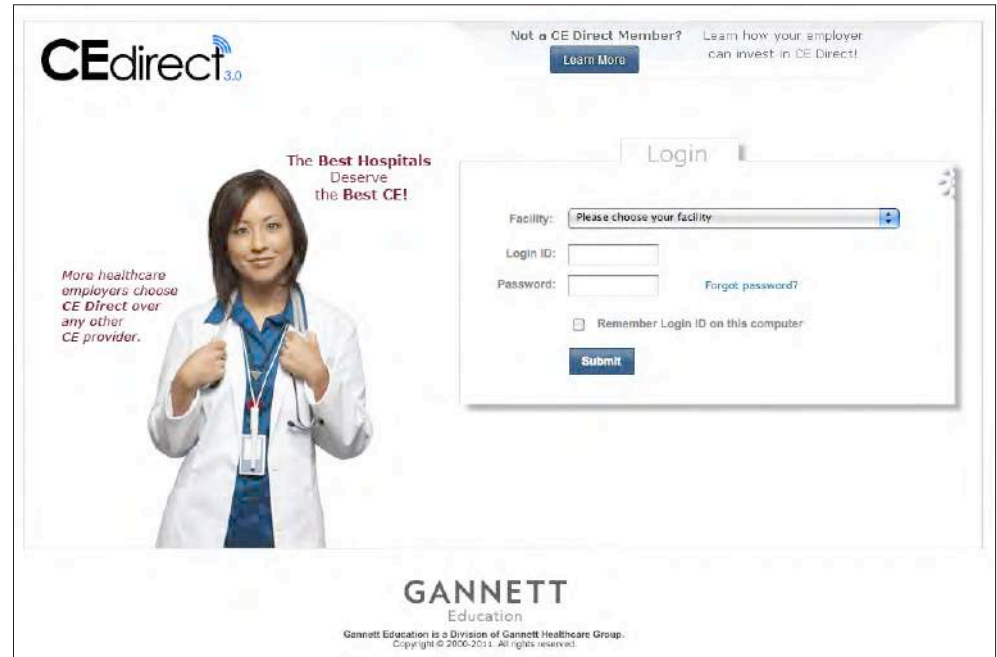 CEdirect 3.0
Not a CE Direct Member?
Learn More
Learn how your employer
can invest in CE Direct!
The Best Hospitals
Deserve
the Best CE!
More healthcare
employers choose
CE Direct over
any other
CE provider.
Login
Facility: Please choose your facility
Login ID:
Password: Forgot password?
Remember Login ID on this computer
Submit
GANNETT
Education
Gannett Education is a Division of Gannett Healthcare Group.
Copyright © 2000-2011. All rights reserved.